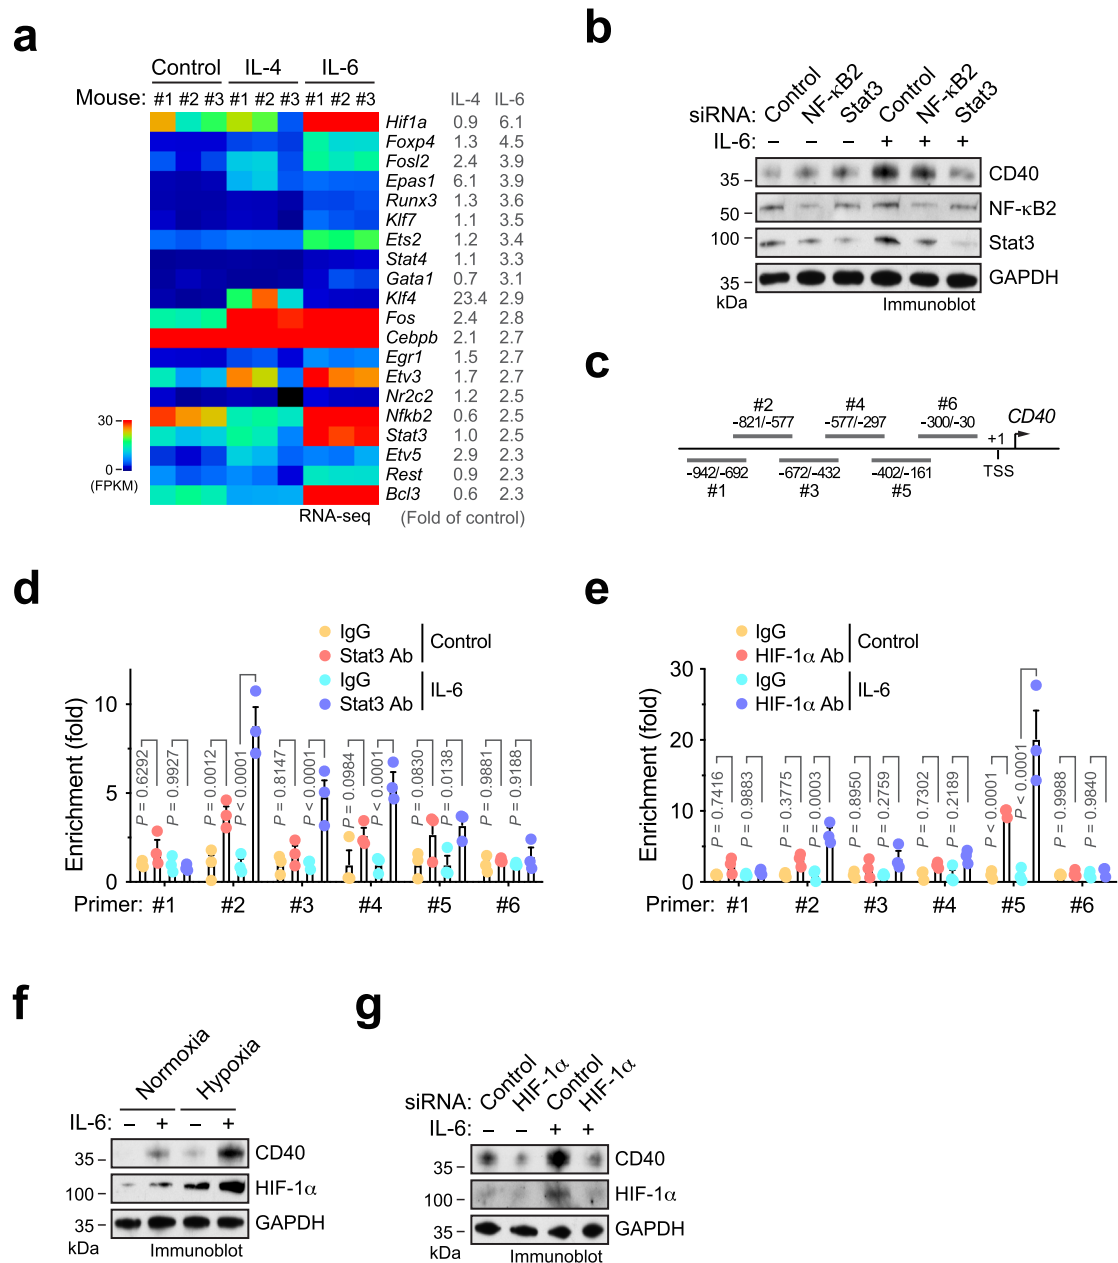 a
Control IL-4 IL-6
Mouse: #1 #2 #3 #1 #2 #3 #1 #2 #3 IL-4 IL-6
Hif1a 0.9 6.1
Foxp4 1.3 4.5
Fosl2 2.4 3.9
Epas1 6.1 3.9
Runx3 1.3 3.6
Klf7 1.1 3.5
Ets2 1.2 3.4
Stat4 1.1 3.3
Gata1 0.7 3.1
Klf4 23.4 2.9
Fos 2.4 2.8
Cebpb 2.1 2.7
Egr1 1.5 2.7
Etv3 1.7 2.7
Nr2c2 1.2 2.5
Nfkb2 0.6 2.5
Stat3 1.0 2.5
Etv5 2.9 2.3
Rest 0.9 2.3
Bcl3 0.6 2.3
30
0
(FPKM)
RNA-seq (Fold of control)
b
siRNA: Control NF-κB2 Stat3 Control NF-κB2 Stat3
IL-6: – – – + + +
35 CD40
50 NF-κB2
100 Stat3
35 GAPDH
kDa Immunoblot
c
#2 #4 #6 CD40
-821/-577 -577/-297 -300/-30 +1
-942/-692 -672/-432 -402/-161 TSS
#1 #3 #5
d
IgG
Stat3 Ab Control
IgG
Stat3 Ab IL-6
Enrichment (fold)
10
5
0
P = 0.6292
P = 0.9927
P = 0.0012
P < 0.0001
P = 0.8147
P < 0.0001
P = 0.0984
P < 0.0001
P = 0.0830
P = 0.0138
P = 0.9881
P = 0.9188
Primer: #1 #2 #3 #4 #5 #6
e
IgG
HIF-1α Ab Control
IgG
HIF-1α Ab IL-6
Enrichment (fold)
30
20
10
0
P = 0.7416
P = 0.9883
P = 0.3775
P = 0.0003
P = 0.8950
P = 0.2759
P = 0.7302
P = 0.2189
P < 0.0001
P < 0.0001
P = 0.9988
P = 0.9840
Primer: #1 #2 #3 #4 #5 #6
f
Normoxia Hypoxia
IL-6: – + – +
35 CD40
100 HIF-1α
35 GAPDH
kDa Immunoblot
g
siRNA: Control HIF-1α Control HIF-1α
IL-6: – – + +
35 CD40
100 HIF-1α
35 GAPDH
kDa Immunoblot